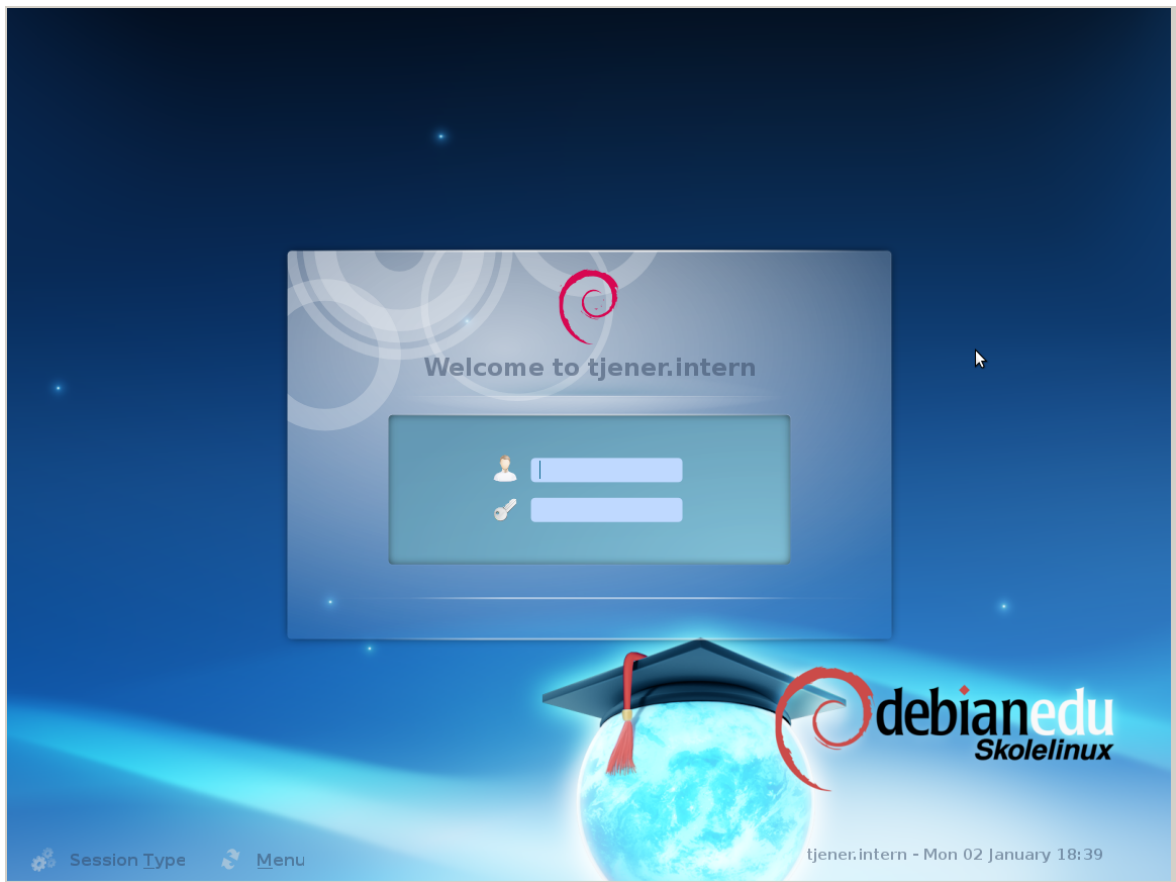 Welcome to tjener.intern
debianedu
Skolelinux
Session Type
Menu
tjener.intern - Mon 02 January 18:39